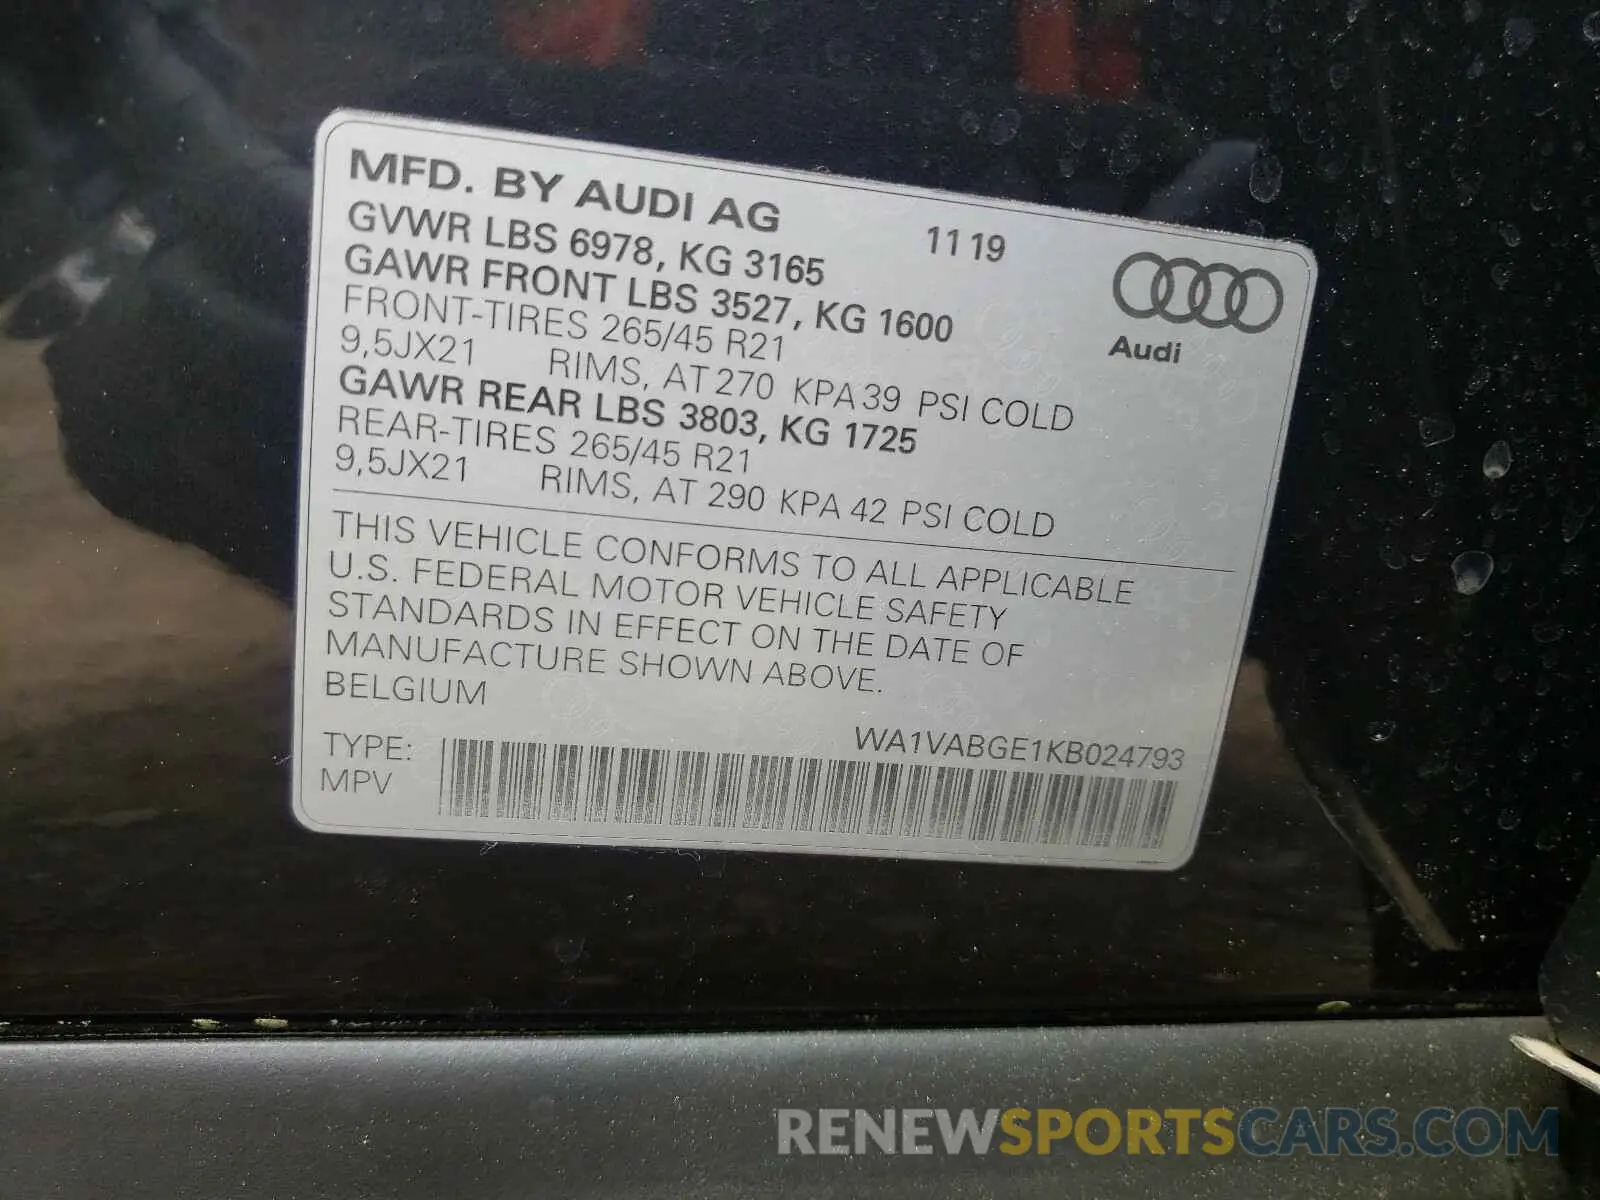 MFD. BY AUDI AG 11 19
GVWR LBS 6978, KG 3165
GAWR FRONT LBS 3527, KG 1600
FRONT-TIRES 265/45 R21
9,5JX21 RIMS, AT 270 KPA 39 PSI COLD
GAWR REAR LBS 3803, KG 1725
REAR-TIRES 265/45 R21
9,5JX21 RIMS, AT 290 KPA 42 PSI COLD
Audi
THIS VEHICLE CONFORMS TO ALL APPLICABLE
U.S. FEDERAL MOTOR VEHICLE SAFETY
STANDARDS IN EFFECT ON THE DATE OF
MANUFACTURE SHOWN ABOVE.
BELGIUM
WA1VABGE1KB024793
TYPE:
MPV
RENEWSPORTSCARS.COM